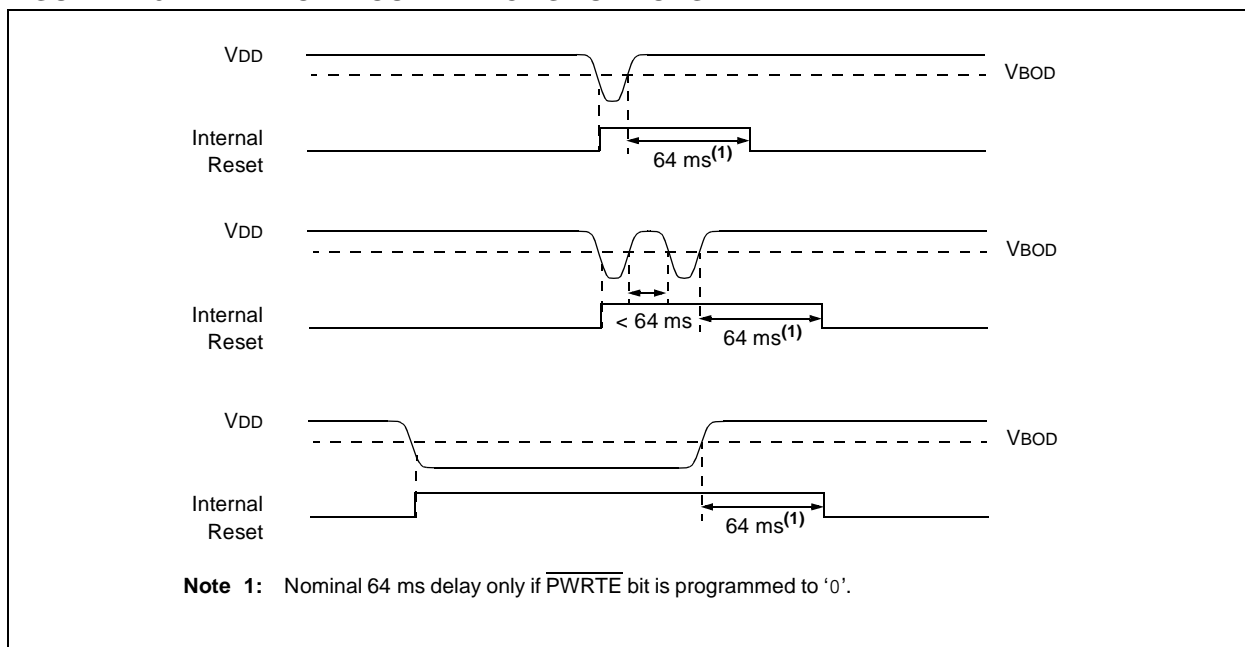 VDD
VBOD
Internal
Reset
64 ms(1)
VDD
VBOD
Internal
Reset
< 64 ms
64 ms(1)
VDD
VBOD
Internal
Reset
64 ms(1)
Note 1: Nominal 64 ms delay only if PWRTE bit is programmed to ‘0’.